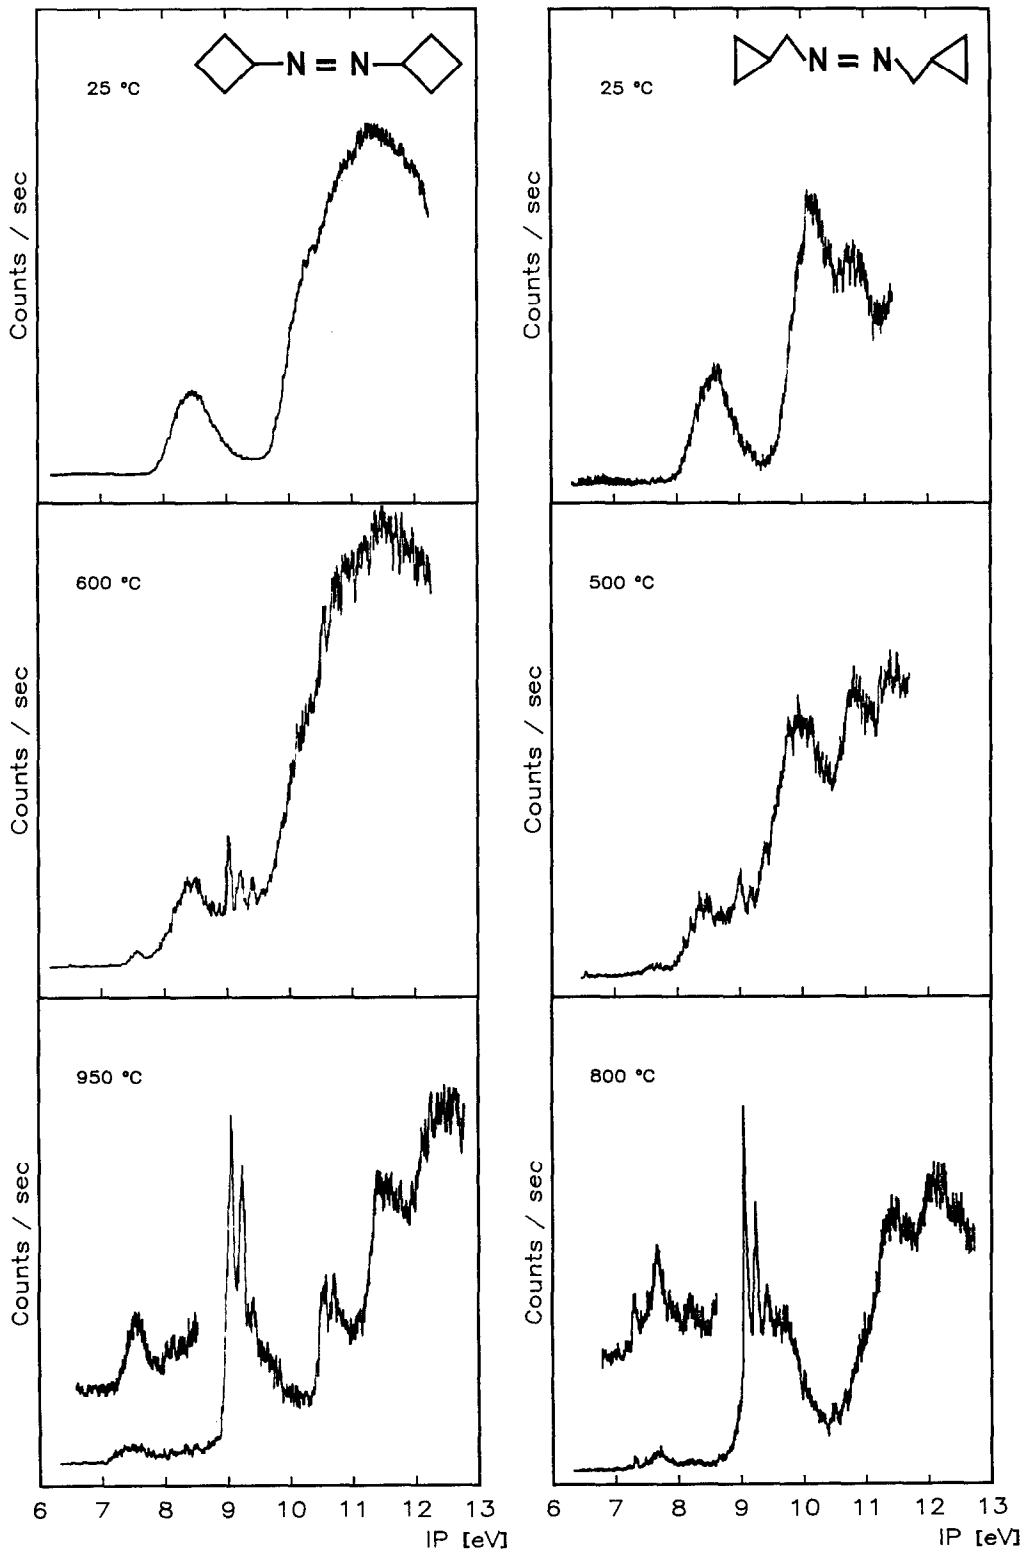 N = N
25 °C
Counts / sec
N = N
25 °C
Counts / sec
600 °C
Counts / sec
500 °C
Counts / sec
950 °C
Counts / sec
800 °C
Counts / sec
6 7 8 9 10 11 12 13
IP [eV]
6 7 8 9 10 11 12 13
IP [eV]